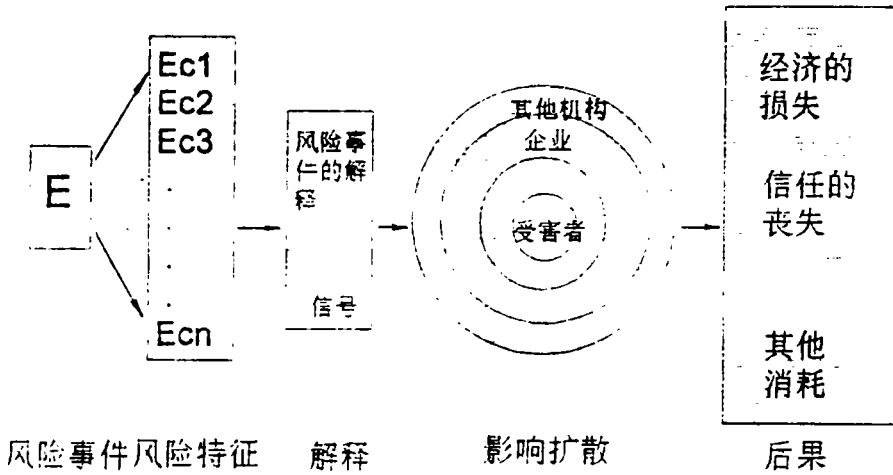 E
Ec1
Ec2
Ec3
.
.
.
.
Ecn
风险事
件的解
释
信号
其他机构
企业
受害者
经济的
损失
信任的
丧失
其他
消耗
风险事件 风险特征 解释 影响扩散 后果